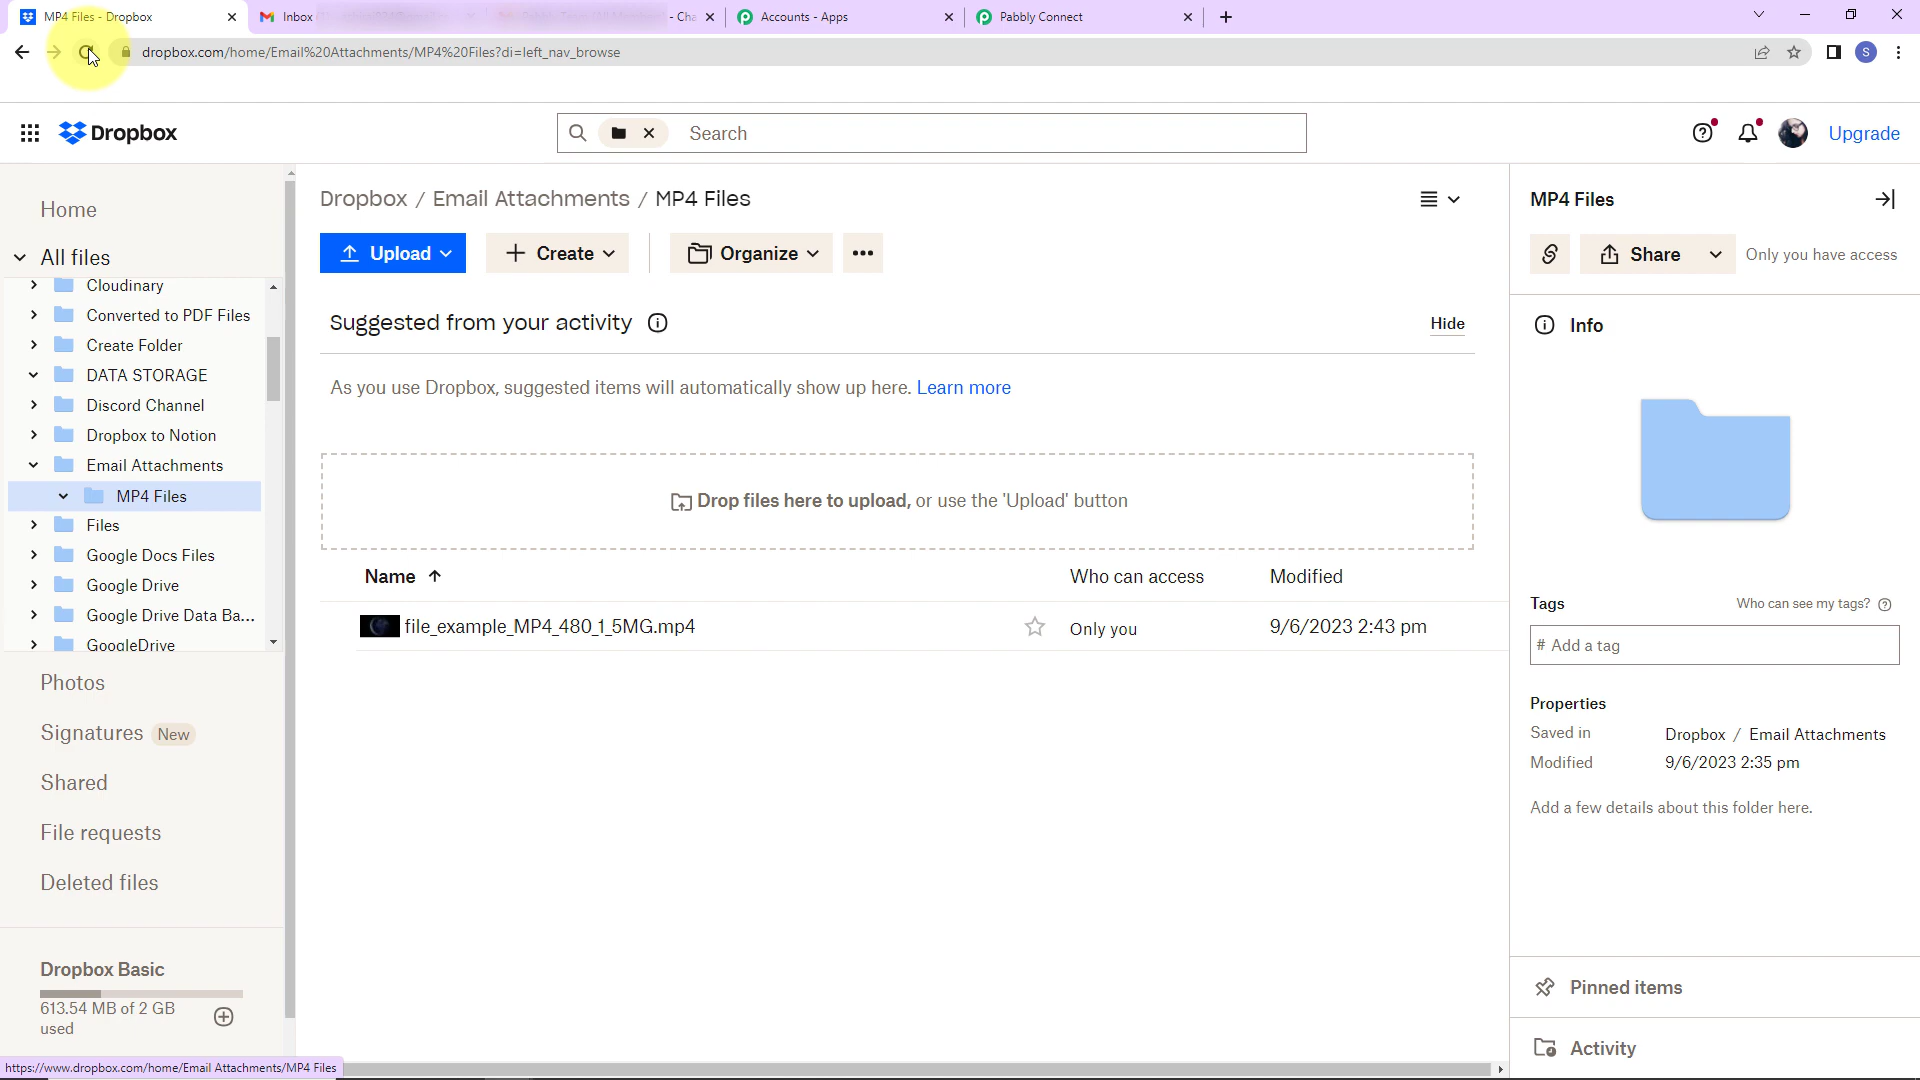 MP4 Files - Dropbox
Inbox
- Cha
Accounts - Apps
Pabbly Connect
dropbox.com/home/Email%20Attachments/MP4%20Files?di=left_nav_browse
S
Dropbox
Search
Upgrade
Home
All files
Cloudinary
Converted to PDF Files
Create Folder
DATA STORAGE
Discord Channel
Dropbox to Notion
Email Attachments
MP4 Files
Files
Google Docs Files
Google Drive
Google Drive Data Ba...
GoogleDrive
Photos
Signatures New
Shared
File requests
Deleted files
Dropbox Basic
613.54 MB of 2 GB
used
https://www.dropbox.com/home/Email Attachments/MP4 Files
Dropbox / Email Attachments / MP4 Files
Upload
Create
Organize
Suggested from your activity
Hide
As you use Dropbox, suggested items will automatically show up here. Learn more
Drop files here to upload, or use the 'Upload' button
Name Who can access Modified
file_example_MP4_480_1_5MG.mp4 Only you 9/6/2023 2:43 pm
MP4 Files
Share
Only you have access
Info
Tags
Who can see my tags?
# Add a tag
Properties
Saved in Dropbox / Email Attachments
Modified 9/6/2023 2:35 pm
Add a few details about this folder here.
Pinned items
Activity